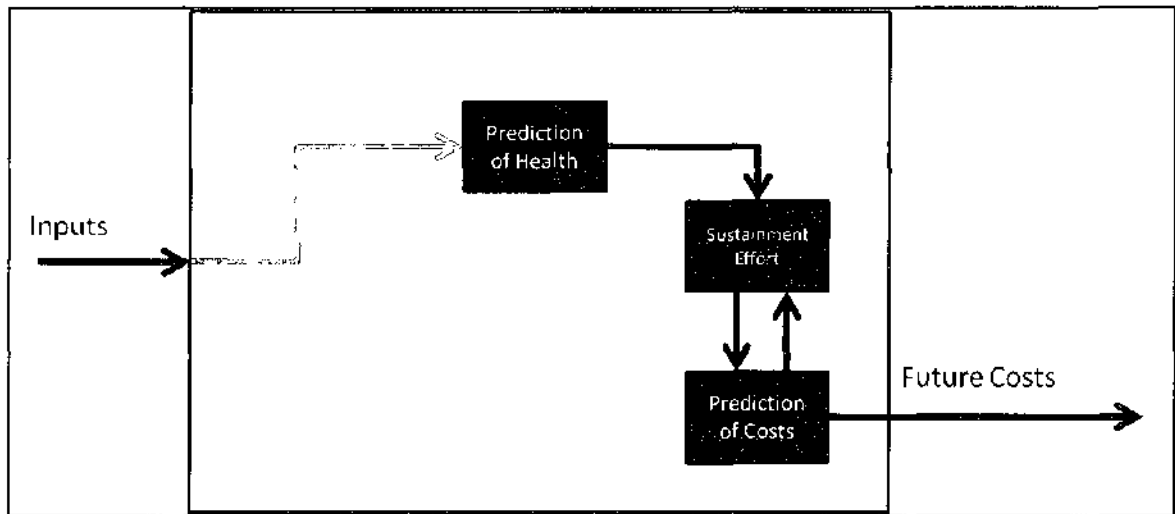 Prediction
of Health
Inputs
Sustainment
Effort
Future Costs
Prediction
of Costs